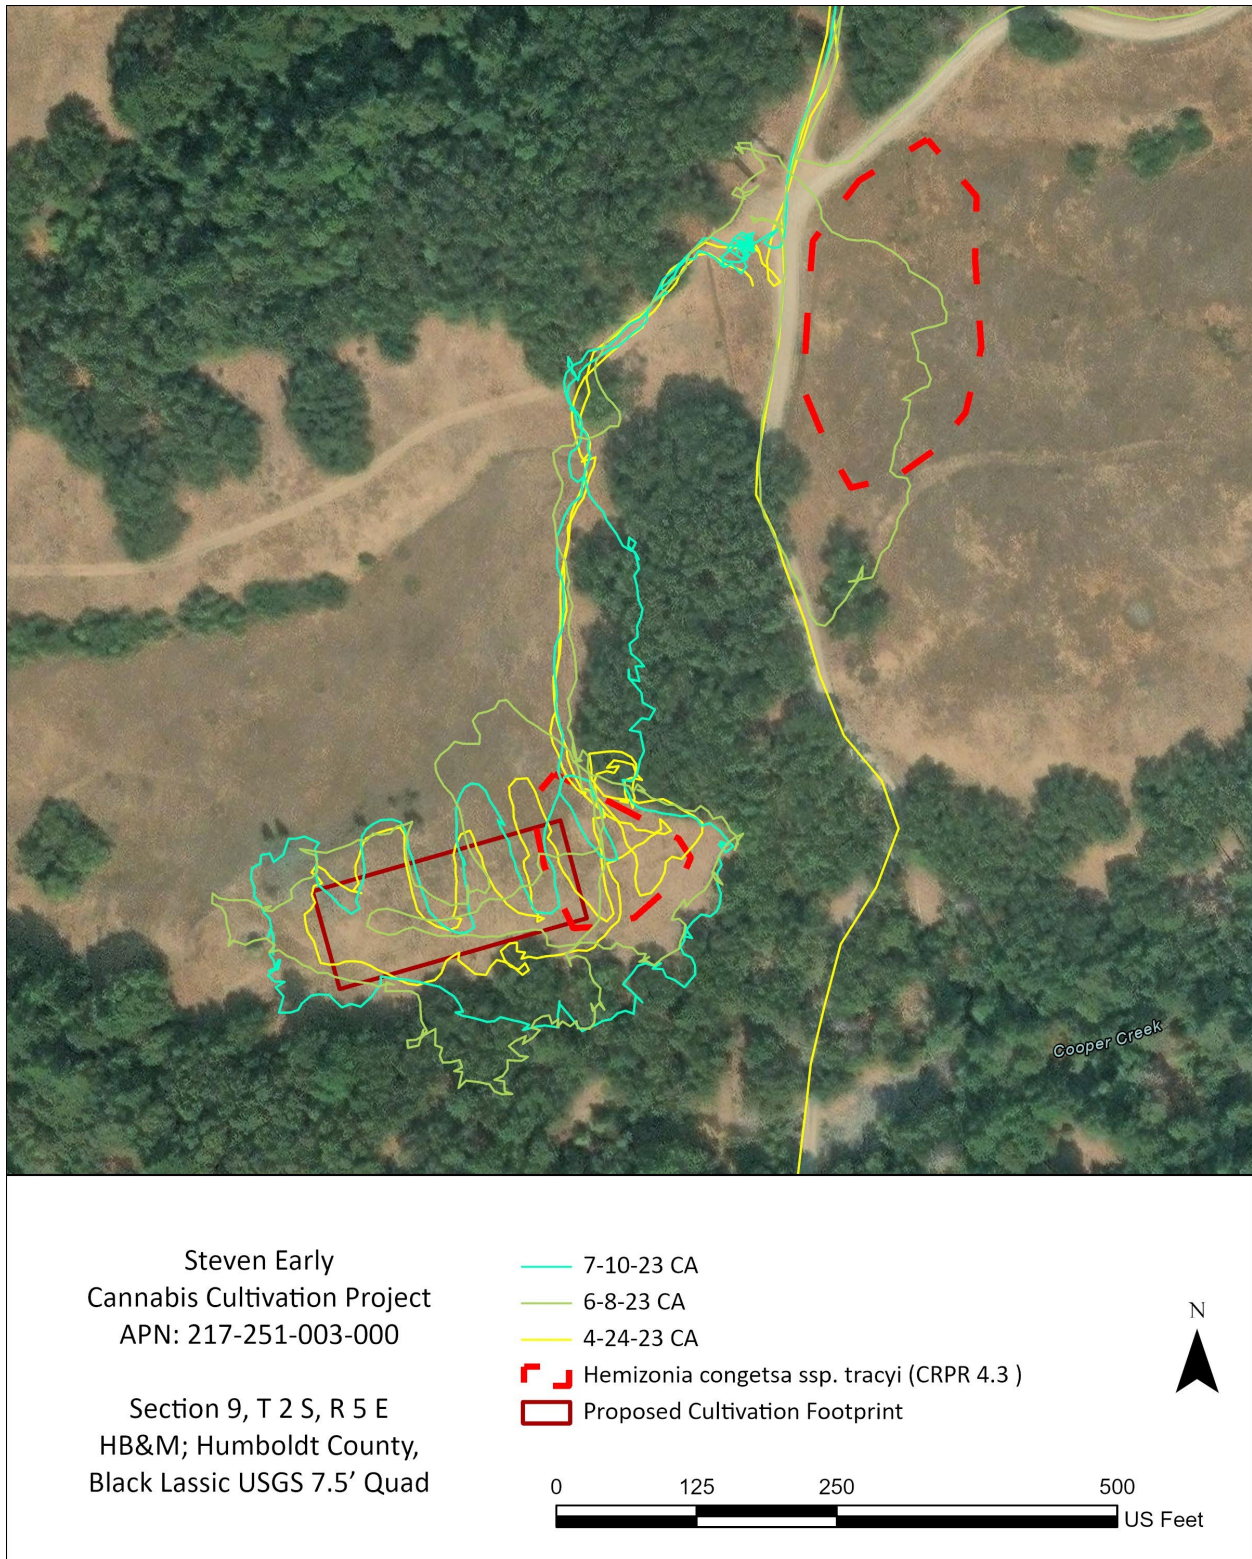 Cooper Creek
Steven Early
Cannabis Cultivation Project
APN: 217-251-003-000
Section 9, T 2 S, R 5 E
HB&M; Humboldt County,
Black Lassic USGS 7.5’ Quad
7-10-23 CA
6-8-23 CA
4-24-23 CA
Hemizonia congetsa ssp. tracyi (CRPR 4.3 )
Proposed Cultivation Footprint
N
0 125 250 500
US Feet